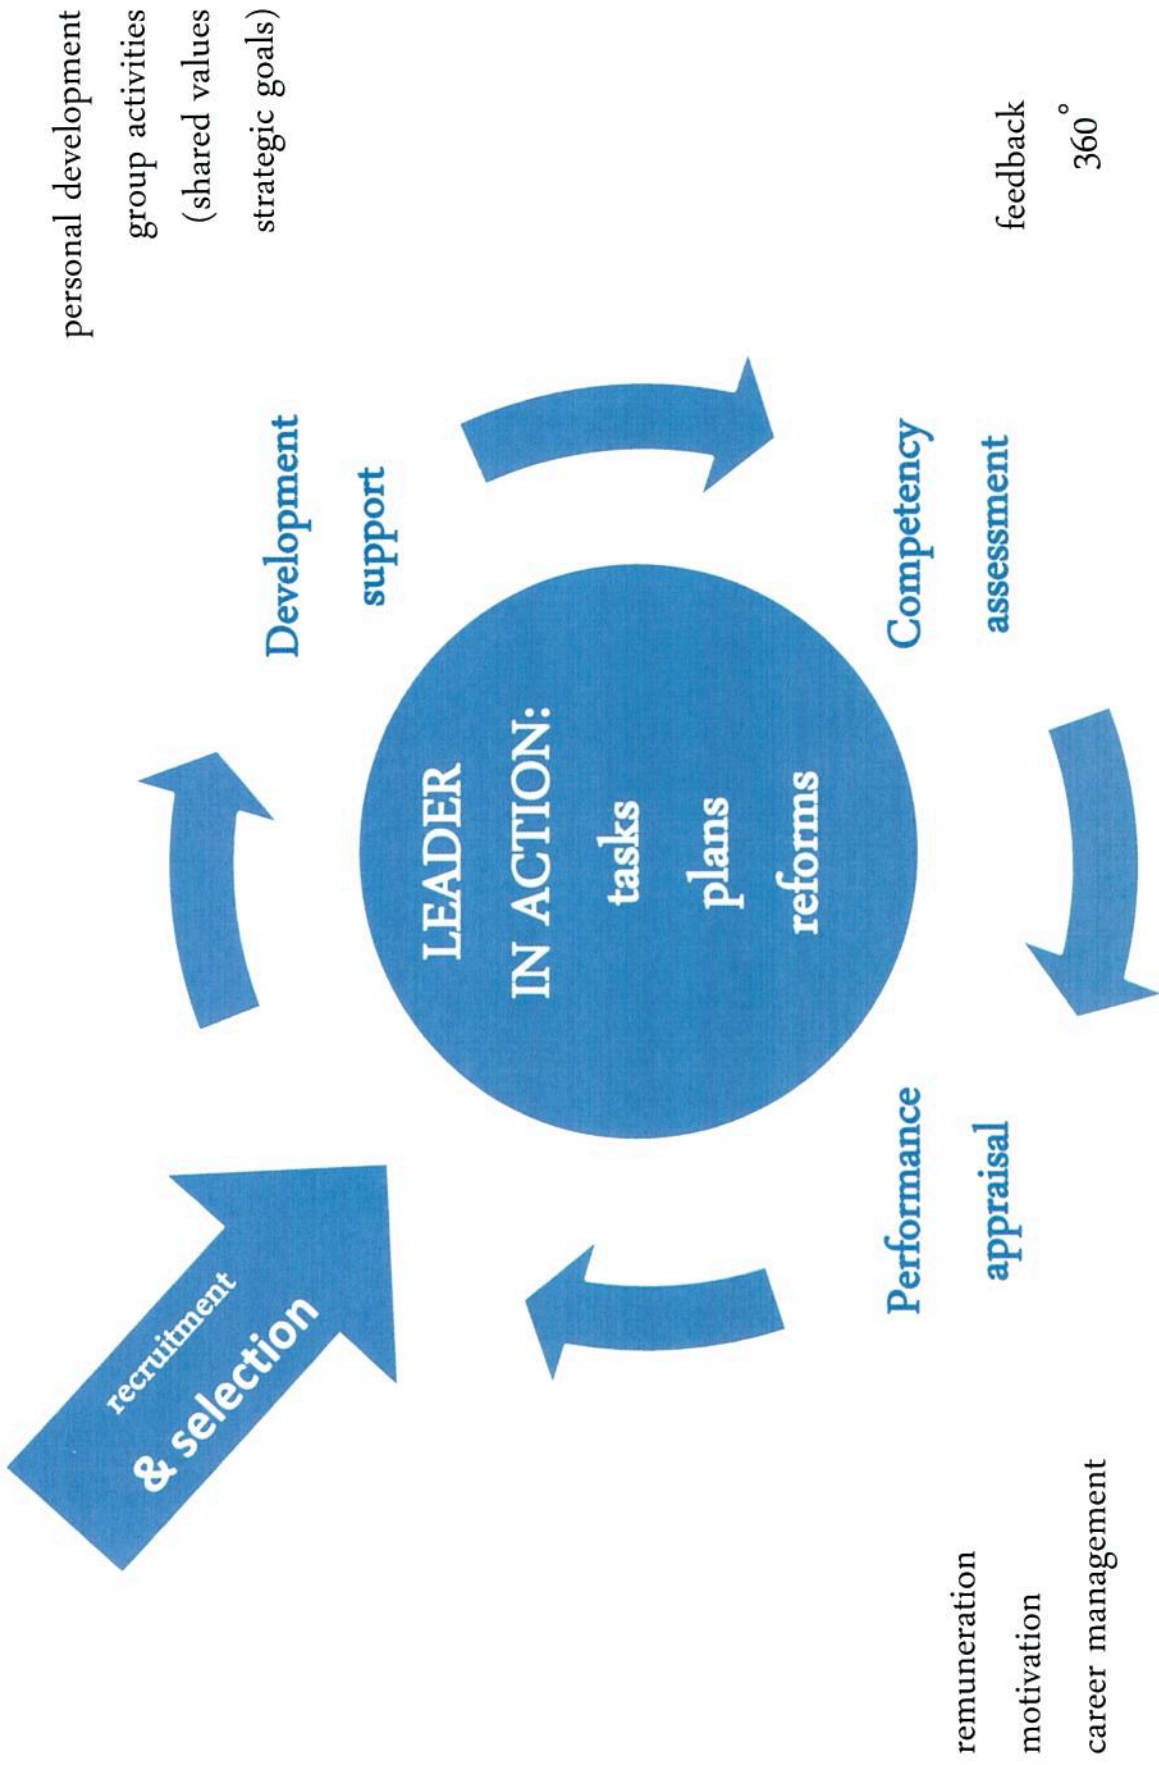 recruitment
& selection
Development
support
personal development
group activities
(shared values
strategic goals)
LEADER
IN ACTION:
tasks
plans
reforms
Competency
assessment
feedback
360°
Performance
appraisal
remuneration
motivation
career management